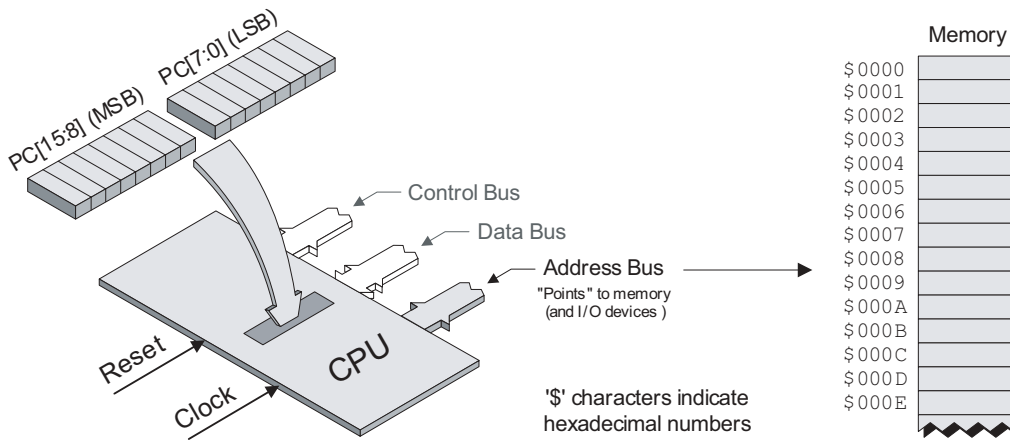 PC[15:8] (MSB)
PC[7:0] (LSB)
Control Bus
Data Bus
Address Bus
"Points" to memory
(and I/O devices )
CPU
Reset
Clock
'$' characters indicate
hexadecimal numbers
Memory
$0000
$0001
$0002
$0003
$0004
$0005
$0006
$0007
$0008
$0009
$000A
$000B
$000C
$000D
$000E